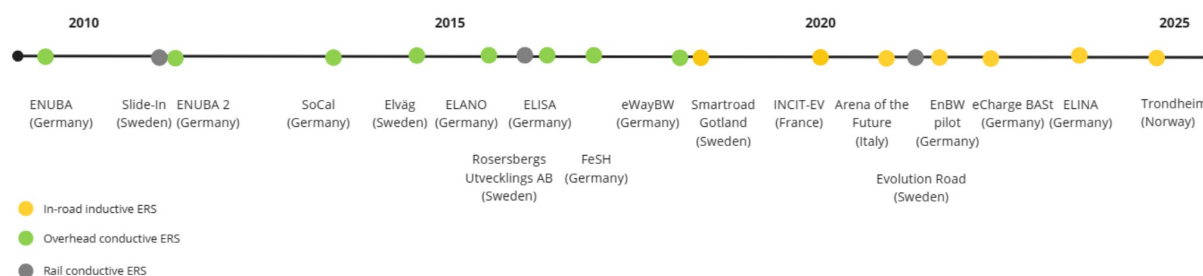 2010 2015 2020 2025
ENUBA
(Germany)
Slide-In
(Sweden)
ENUBA 2
(Germany)
SoCal
(Germany)
Elväg
(Sweden)
ELANO
(Germany)
ELISA
(Germany)
Rosersbergs
Utvecklings AB
(Sweden)
FeSH
(Germany)
eWayBW
(Germany)
Smartroad
Gotland
(Sweden)
INCIT-EV
(France)
Arena of the
Future
(Italy)
Evolution Road
(Sweden)
EnBW
pilot
(Germany)
eCharge BASt
(Germany)
ELINA
(Germany)
Trondheim
(Norway)
In-road inductive ERS
Overhead conductive ERS
Rail conductive ERS